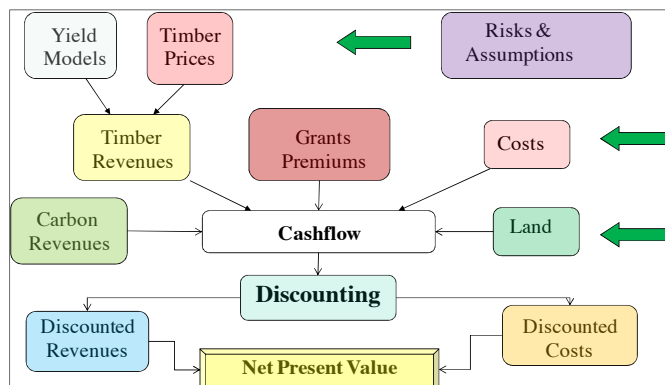 Yield
Models
Timber
Prices
Risks &
Assumptions
Timber
Revenues
Grants
Premiums
Costs
Carbon
Revenues
Cashflow
Land
Discounting
Discounted
Revenues
Discounted
Costs
Net Present Value